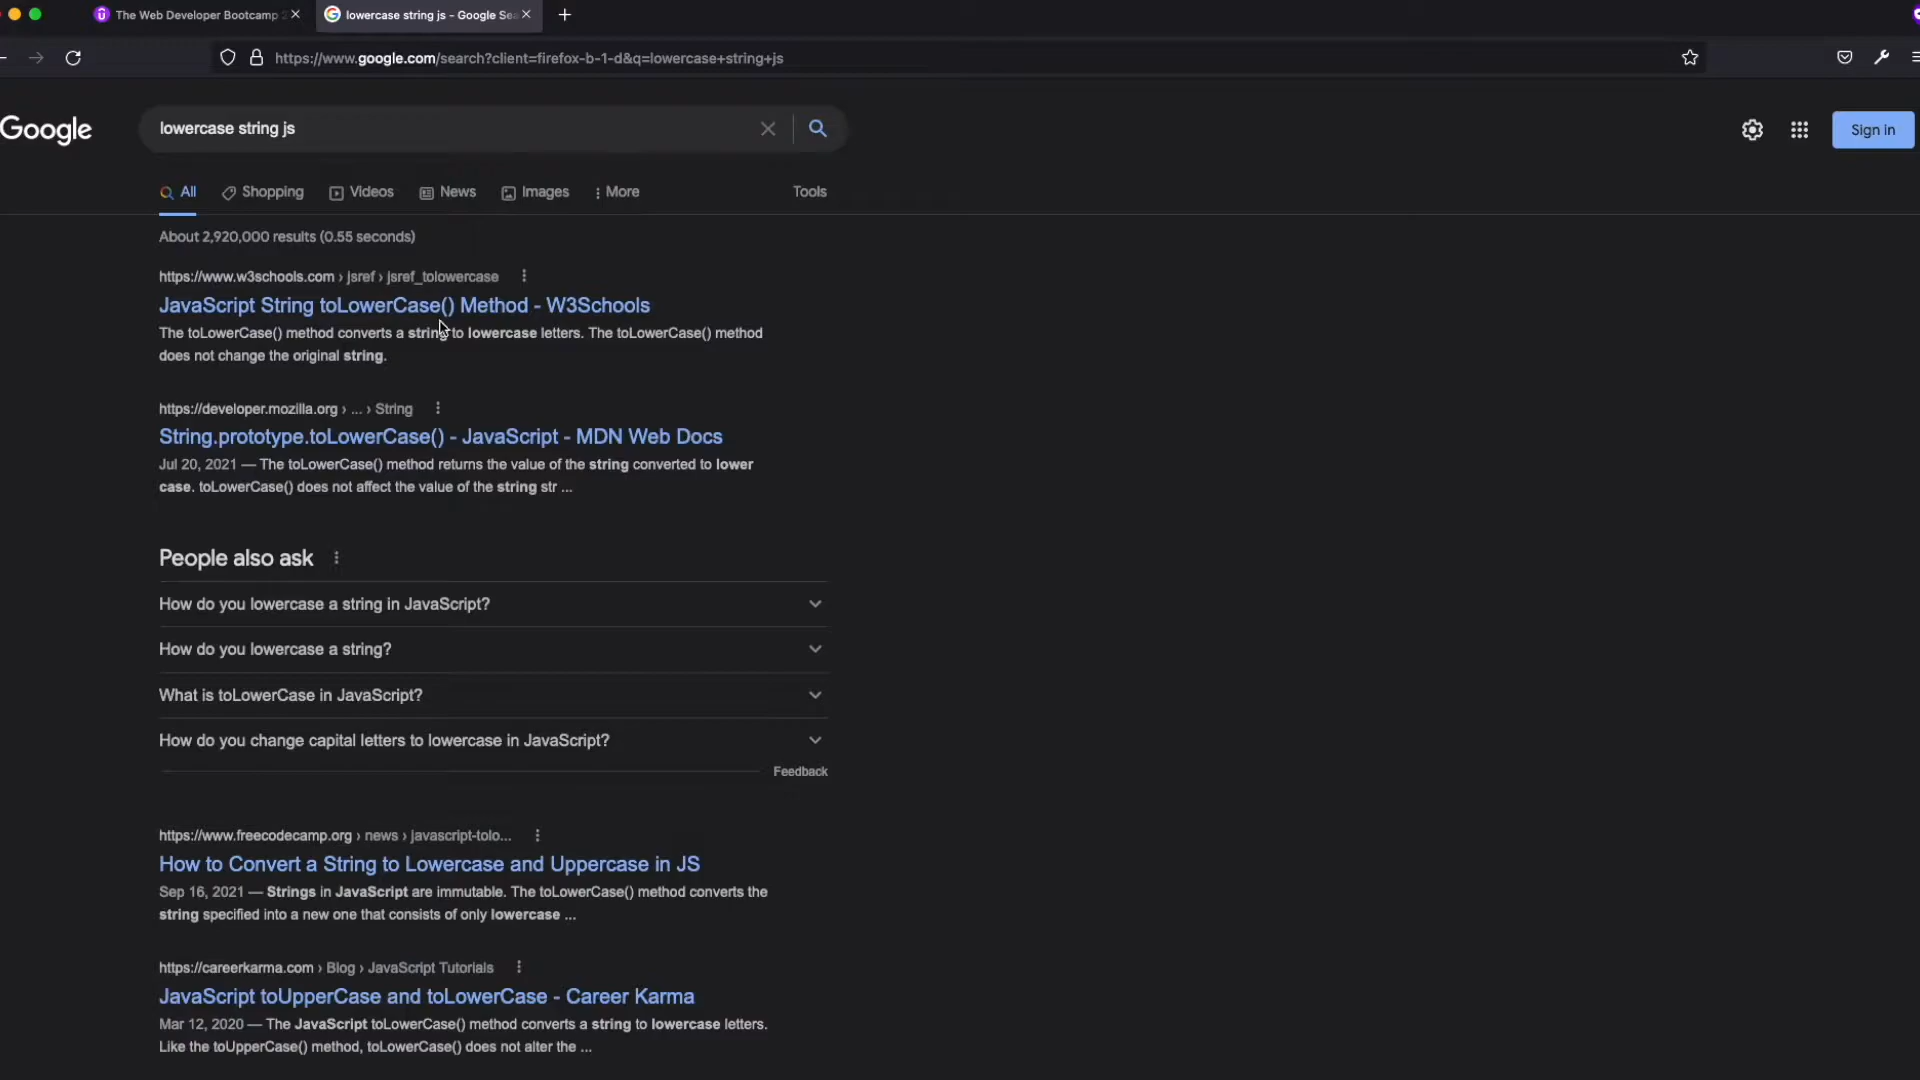 The Web Developer Bootcamp 2
lowercase string js - Google Sea
https://www.google.com/search?client=firefox-b-1-d&q=lowercase+string+js
Google
lowercase string js
Sign in
All
Shopping
Videos
News
Images
More
Tools
About 2,920,000 results (0.55 seconds)
https://www.w3schools.com › jsref › jsref_tolowercase
JavaScript String toLowerCase() Method - W3Schools
The toLowerCase() method converts a string to lowercase letters. The toLowerCase() method
does not change the original string.
https://developer.mozilla.org › ... › String
String.prototype.toLowerCase() - JavaScript - MDN Web Docs
Jul 20, 2021 — The toLowerCase() method returns the value of the string converted to lower
case. toLowerCase() does not affect the value of the string str ...
People also ask
How do you lowercase a string in JavaScript?
How do you lowercase a string?
What is toLowerCase in JavaScript?
How do you change capital letters to lowercase in JavaScript?
Feedback
https://www.freecodecamp.org › news › javascript-tolo...
How to Convert a String to Lowercase and Uppercase in JS
Sep 16, 2021 — Strings in JavaScript are immutable. The toLowerCase() method converts the
string specified into a new one that consists of only lowercase ...
https://careerkarma.com › Blog › JavaScript Tutorials
JavaScript toUpperCase and toLowerCase - Career Karma
Mar 12, 2020 — The JavaScript toLowerCase() method converts a string to lowercase letters.
Like the toUpperCase() method, toLowerCase() does not alter the ...